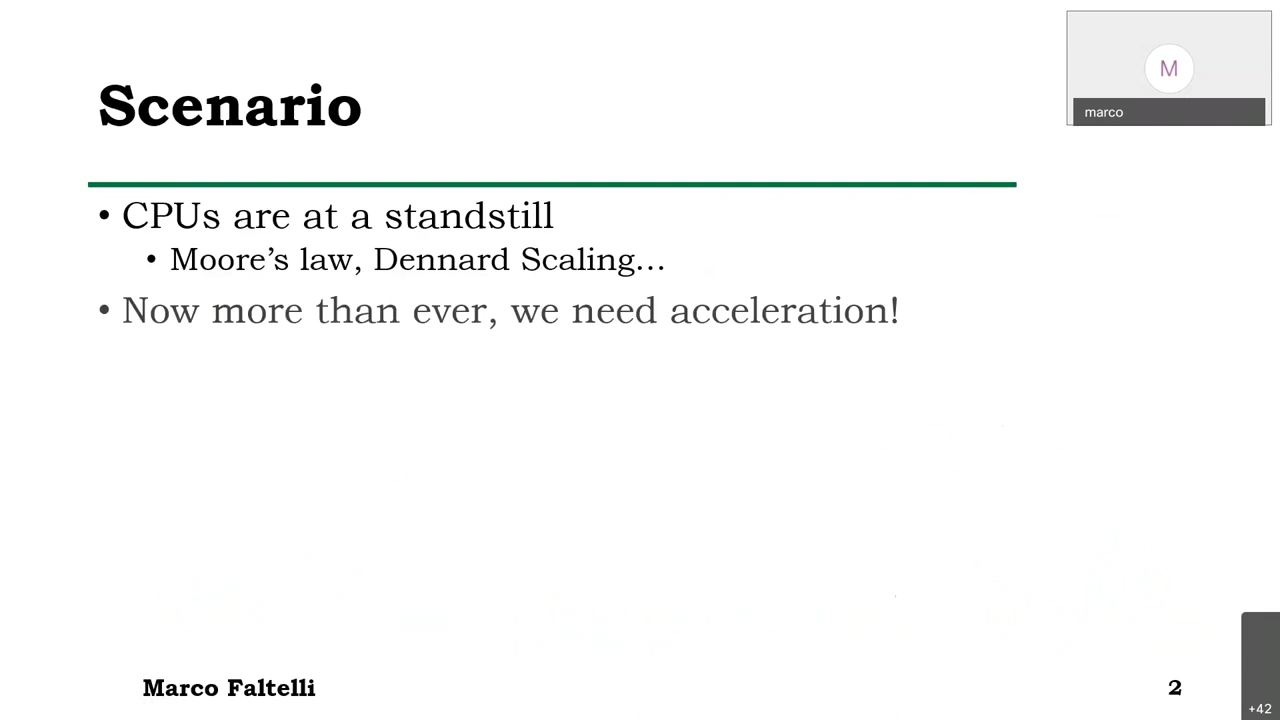 M
marco
Scenario
• CPUs are at a standstill
• Moore’s law, Dennard Scaling…
• Now more than ever, we need acceleration!
Marco Faltelli
2
+42